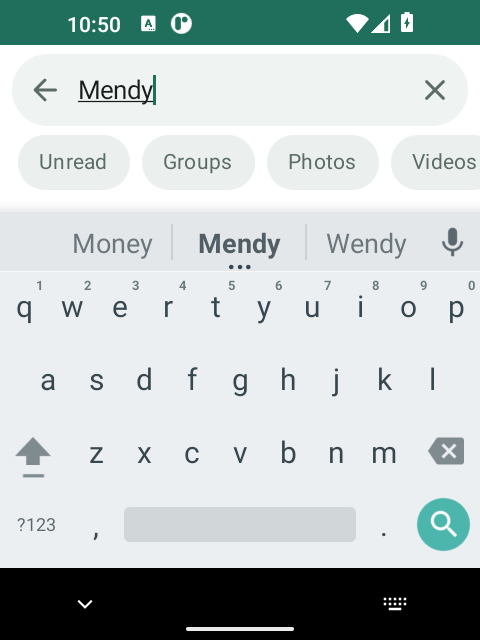 10:50
Mendy
Unread Groups Photos Videos
Money Mendy Wendy
1 2 3 4 5 6 7 8 9 0
q w e r t y u i o p
a s d f g h j k l
z x c v b n m
?123 , .